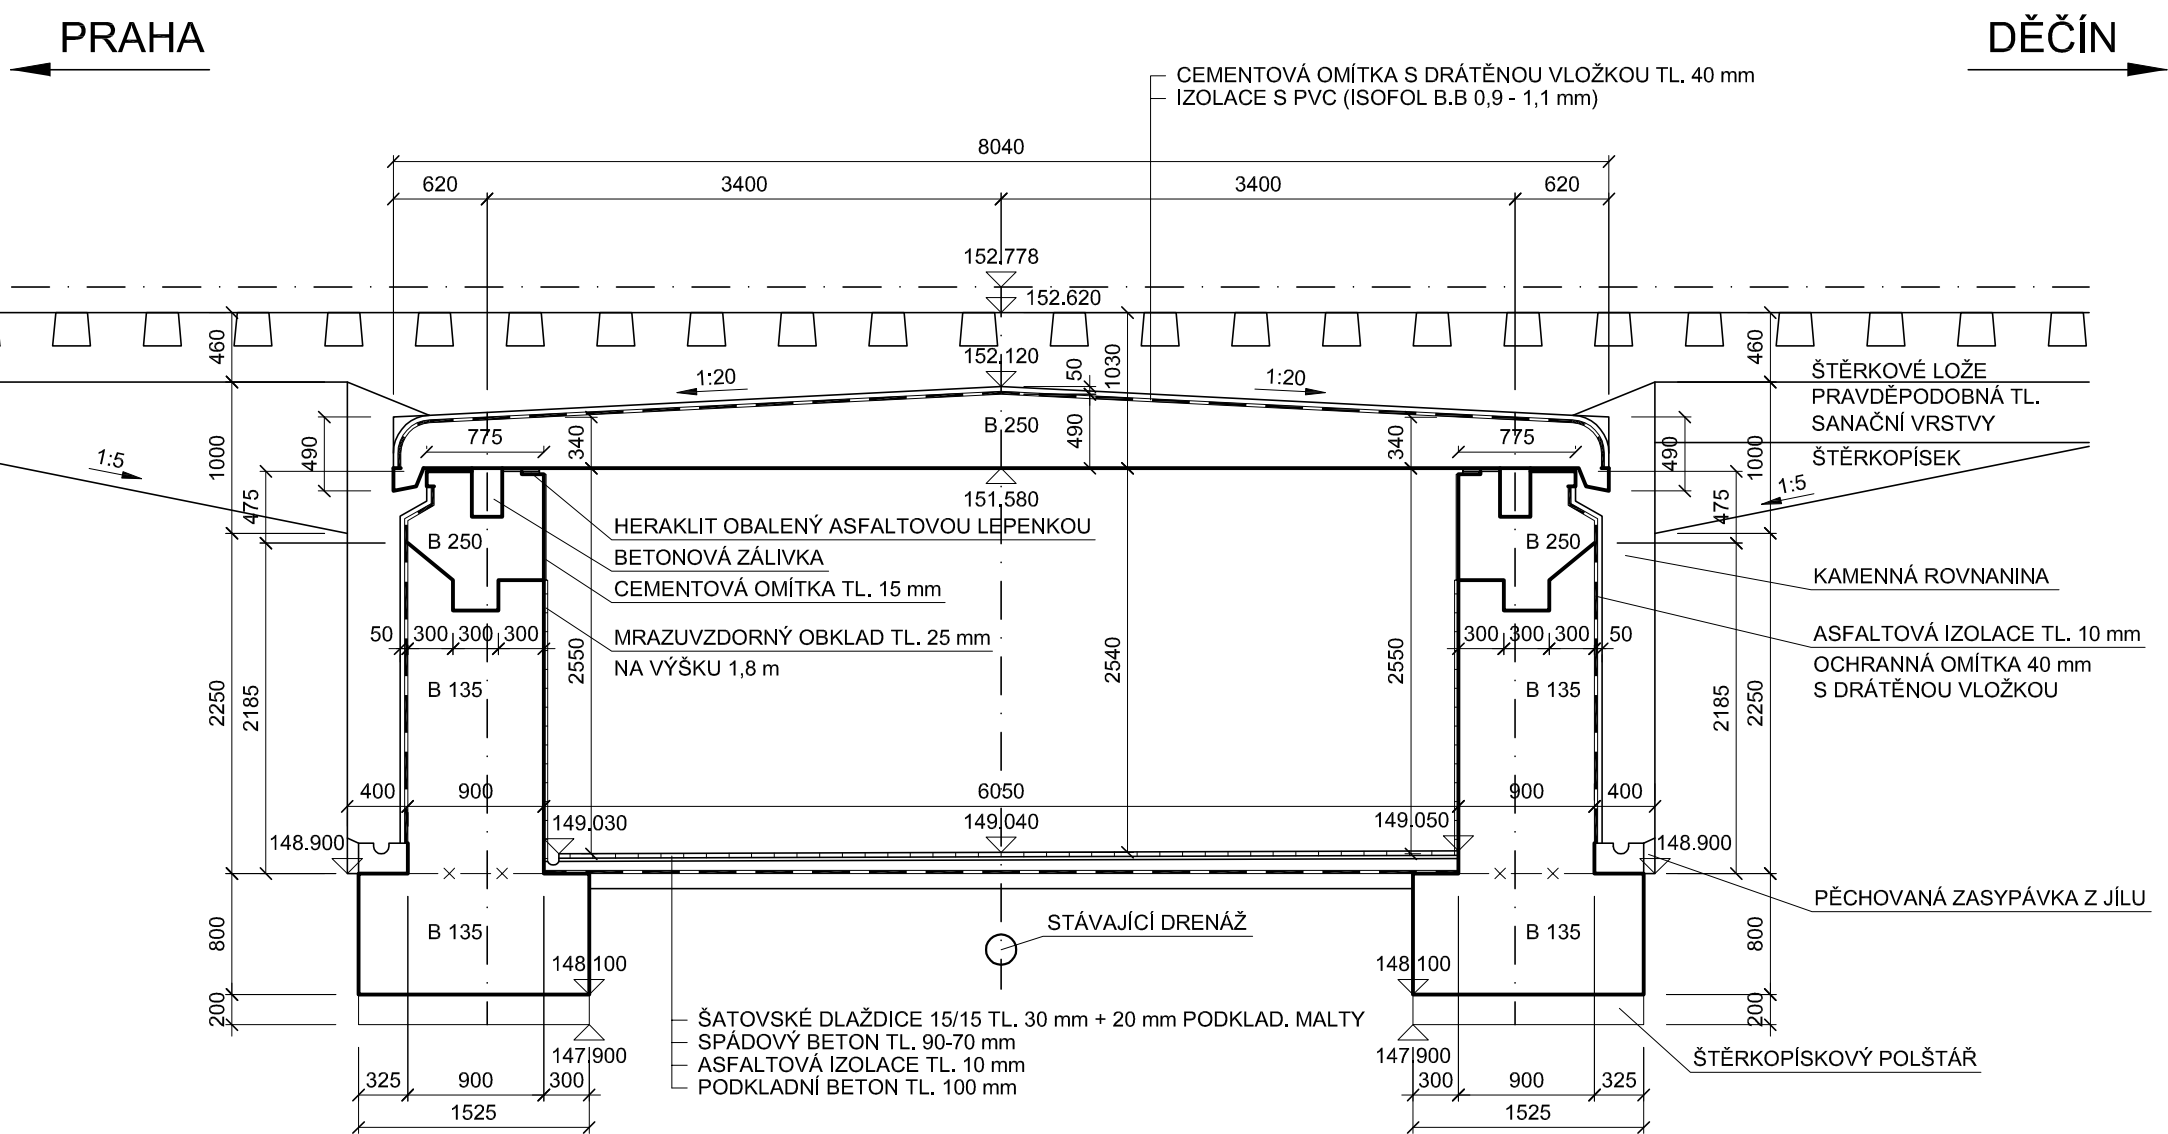 PRAHA
DĚČÍN
CEMENTOVÁ OMÍTKA S DRÁTĚNOU VLOŽKOU TL. 40 mm
IZOLACE S PVC (ISOFOL B.B 0,9 - 1,1 mm)
8040
620
3400
3400
620
152.778
152.620
460
152.120
50
1030
460
1:20
1:20
ŠTĚRKOVÉ LOŽE
PRAVDĚPODOBNÁ TL.
SANAČNÍ VRSTVY
ŠTĚRKOPÍSEK
B 250
1000
490
775
340
490
340
775
490
1000
1:5
1:5
475
151.580
475
HERAKLIT OBALENÝ ASFALTOVOU LEPENKOU
B 250
B 250
BETONOVÁ ZÁLIVKA
CEMENTOVÁ OMÍTKA TL. 15 mm
KAMENNÁ ROVNANINA
50
300
300
300
MRAZUVZDORNÝ OBKLAD TL. 25 mm
NA VÝŠKU 1,8 m
300
300
300
50
ASFALTOVÁ IZOLACE TL. 10 mm
OCHRANNÁ OMÍTKA 40 mm
S DRÁTĚNOU VLOŽKOU
2550
2540
2550
B 135
B 135
2250
2185
2185
2250
400
900
6050
900
400
149.030
149.040
149.050
148.900
148.900
PĚCHOVANÁ ZASYPÁVKA Z JÍLU
800
B 135
STÁVAJÍCÍ DRENÁŽ
B 135
800
148.100
148.100
200
200
ŠATOVSKÉ DLAŽDICE 15/15 TL. 30 mm + 20 mm PODKLAD. MALTY
SPÁDOVÝ BETON TL. 90-70 mm
ASFALTOVÁ IZOLACE TL. 10 mm
PODKLADNÍ BETON TL. 100 mm
147.900
147.900
ŠTĚRKOPÍSKOVÝ POLŠTÁŘ
325
900
300
300
900
325
1525
1525